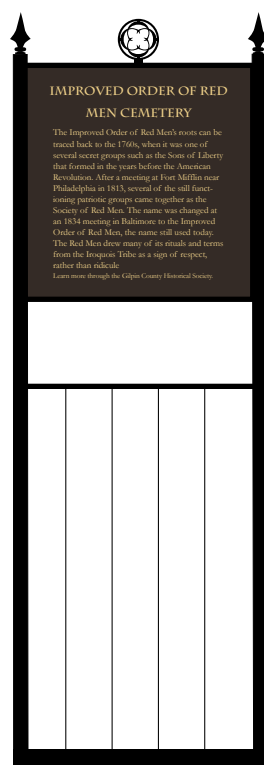 IMPROVED ORDER OF RED
MEN CEMETERY
The Improved Order of Red Men's roots can be
traced back to the 1760s, when it was one of
several secret groups such as the Sons of Liberty
that formed in the years before the American
Revolution. After a meeting at Fort Mifflin near
Philadelphia in 1813, several of the still funct-
ioning patriotic groups came together as the
Society of Red Men. The name was changed at
an 1834 meeting in Baltimore to the Improved
Order of Red Men, the name still used today.
The Red Men drew many of its rituals and terms
from the Iroquois Tribe as a sign of respect,
rather than ridicule
Learn more through the Gilpin County Historical Society.